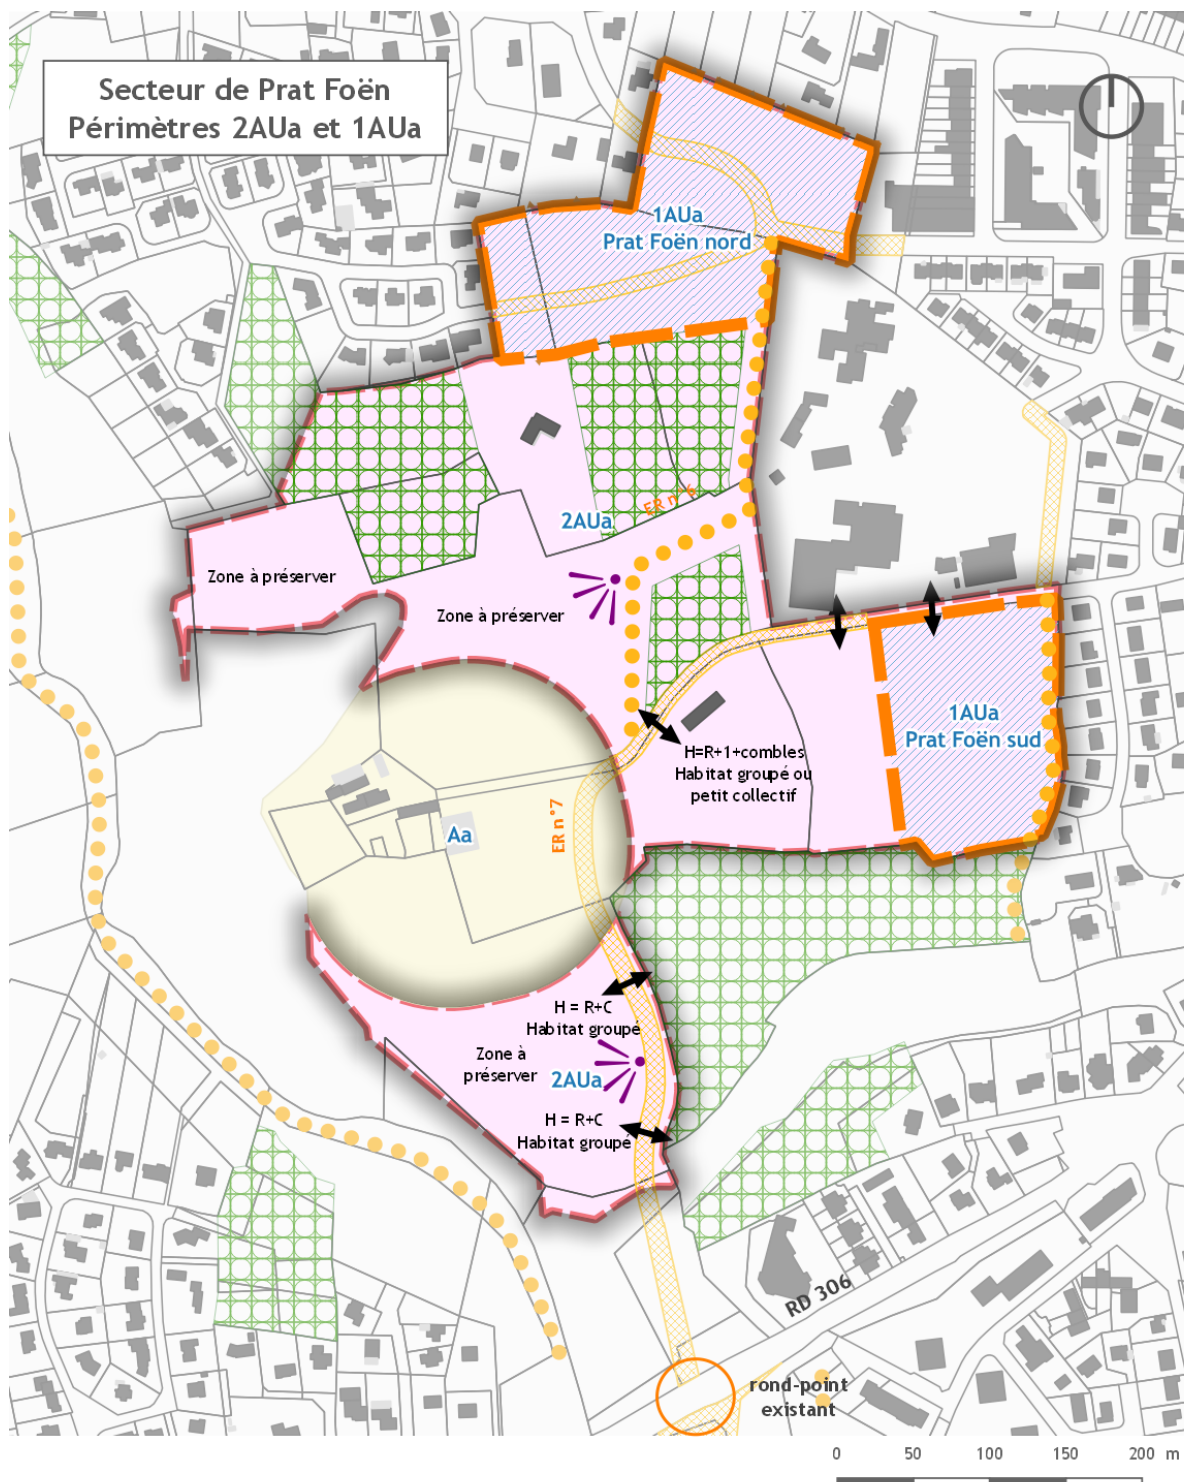 Secteur de Prat Foën
Périmètres 2AUa et 1AUa
1AUa
Prat Foën nord
ER n°6
2AUa
Zone à préserver
Zone à préserver
1AUa
Prat Foën sud
H=R+1+combles
Habitat groupé ou
petit collectif
ER n°7
Aa
H = R+C
Habitat groupé
Zone à
préserver
2AUa
H = R+C
Habitat groupé
RD 306
rond-point
existant
0 50 100 150 200 m